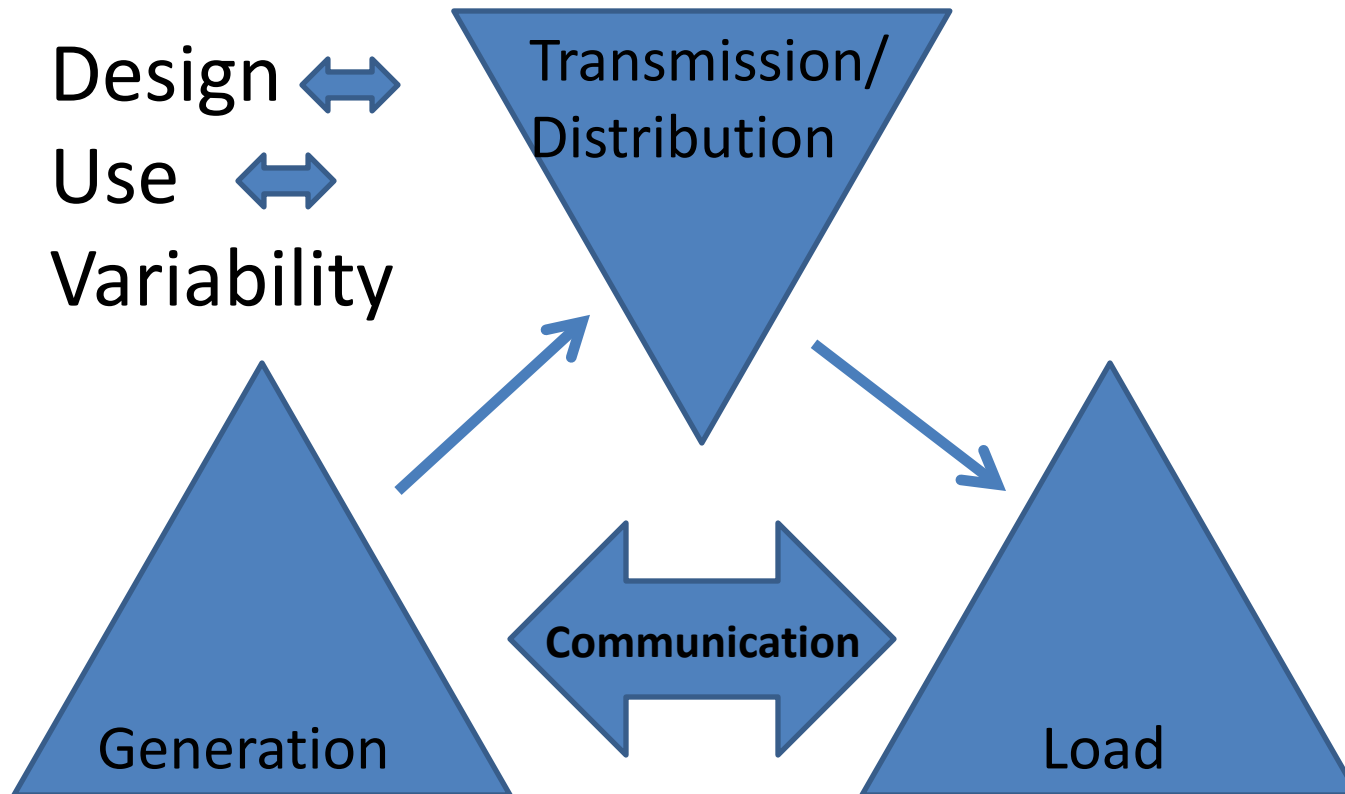 Design
Use
Variability
Transmission/
Distribution
Communication
Generation
Load